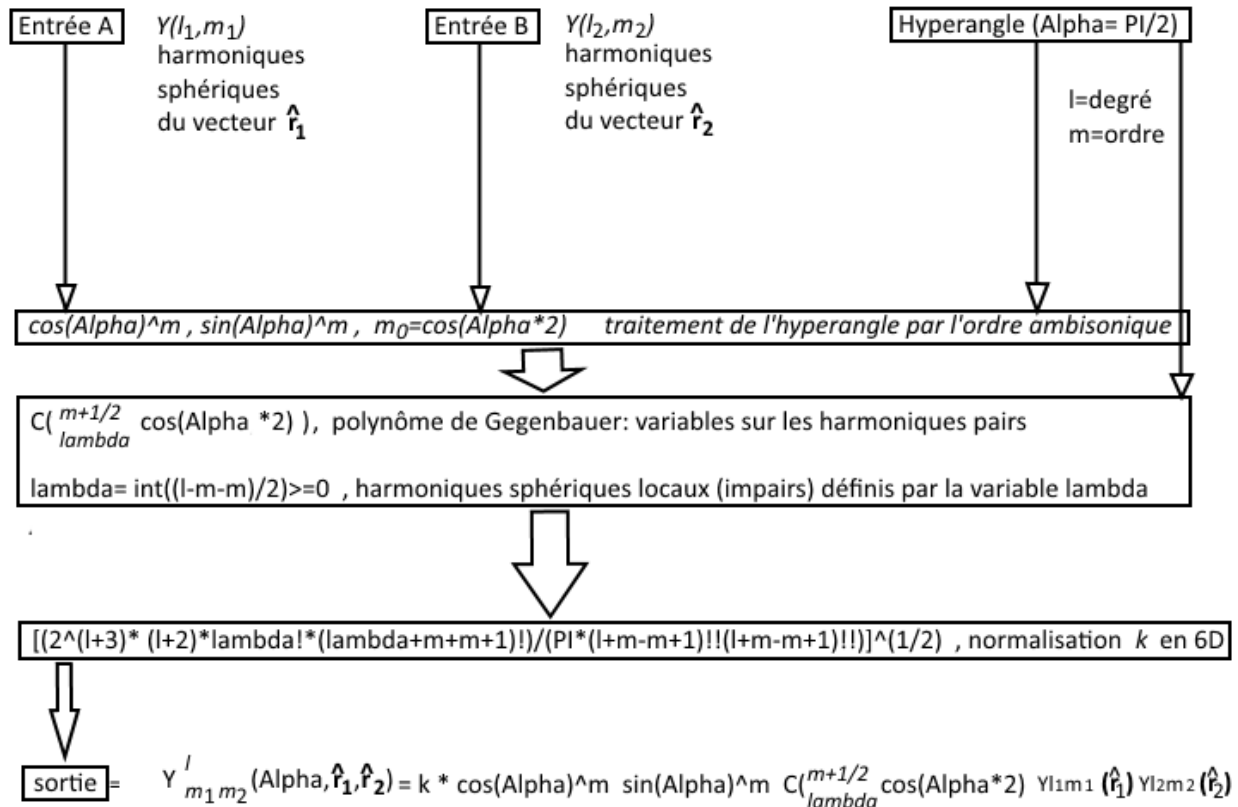 Entrée A
Y(l₁,m₁)
harmoniques
sphériques
du vecteur r̂₁
Entrée B
Y(l₂,m₂)
harmoniques
sphériques
du vecteur r̂₂
Hyperangle (Alpha= PI/2)
l=degré
m=ordre
cos(Alpha)^m , sin(Alpha)^m , m₀=cos(Alpha*2) traitement de l'hyperangle par l'ordre ambisonique
C( m+1/2 lambda cos(Alpha *2) ), polynôme de Gegenbauer: variables sur les harmoniques pairs
lambda= int((l-m-m)/2)>=0 , harmoniques sphériques locaux (impairs) définis par la variable lambda
[(2^(l+3)* (l+2)*lambda!*(lambda+m+m+1)!)/(PI*(l+m-m+1)!!(l+m-m+1)!!)]^(1/2) , normalisation k en 6D
sortie = Y l m₁ m₂ (Alpha,r̂₁,r̂₂) = k * cos(Alpha)^m sin(Alpha)^m C( m+1/2 lambda cos(Alpha*2) Yl₁m₁ (r̂₁) Yl₂m₂ (r̂₂)